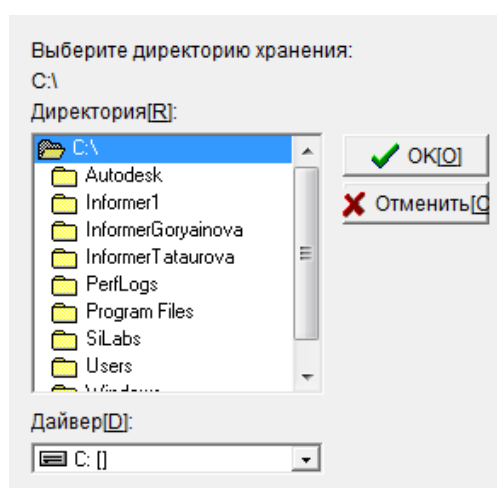 Выберите директорию хранения:
C:\
Директория[R]:
C:\
Autodesk
Informer1
InformerGoryainova
InformerTataurova
PerfLogs
Program Files
SiLabs
Users
OK[O]
Отменить[C
Дайвер[D]:
C: []